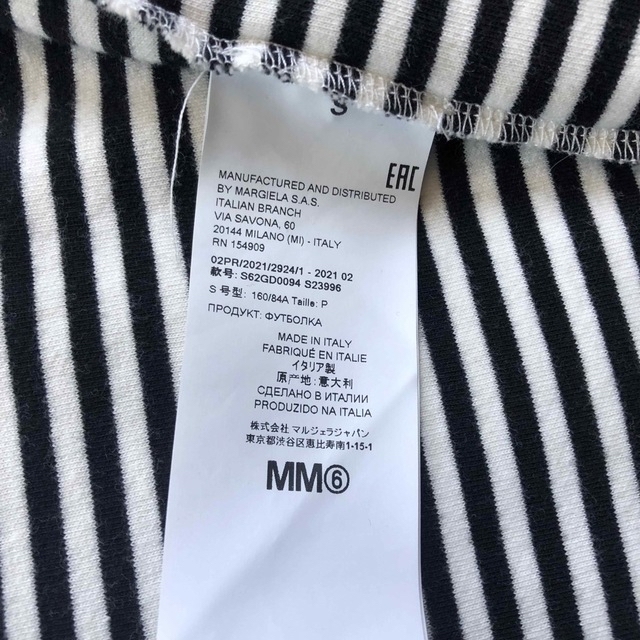 S
EAC
MANUFACTURED AND DISTRIBUTED
BY MARGIELA S.A.S.
ITALIAN BRANCH
VIA SAVONA, 60
20144 MILANO (MI) - ITALY
RN 154909
02PR/2021/2924/1 - 2021 02
款号: S62GD0094 S23996
S 号型: 160/84A Taille: P
ПРОДУКТ: ФУТБОЛКА
MADE IN ITALY
FABRIQUÉ EN ITALIE
イタリア製
原产地: 意大利
СДЕЛАНО В ИТАЛИИ
PRODUZIDO NA ITALIA
株式会社 マルジェラジャパン
東京都渋谷区恵比寿南1-15-1
MM⑥